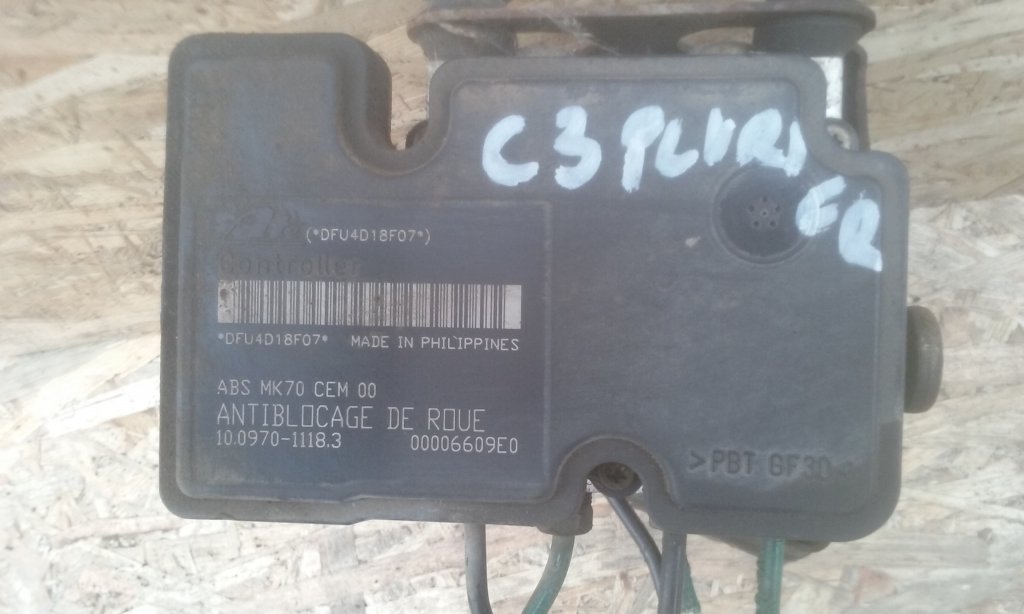 C3 PLURI
FR
(*DFU4D18F07*)
Controller
*DFU4D18F07* MADE IN PHILIPPINES
ABS MK70 CEM 00
ANTIBLOCAGE DE ROUE
10.0970-1118.3 00006609E0
>PBT GF30